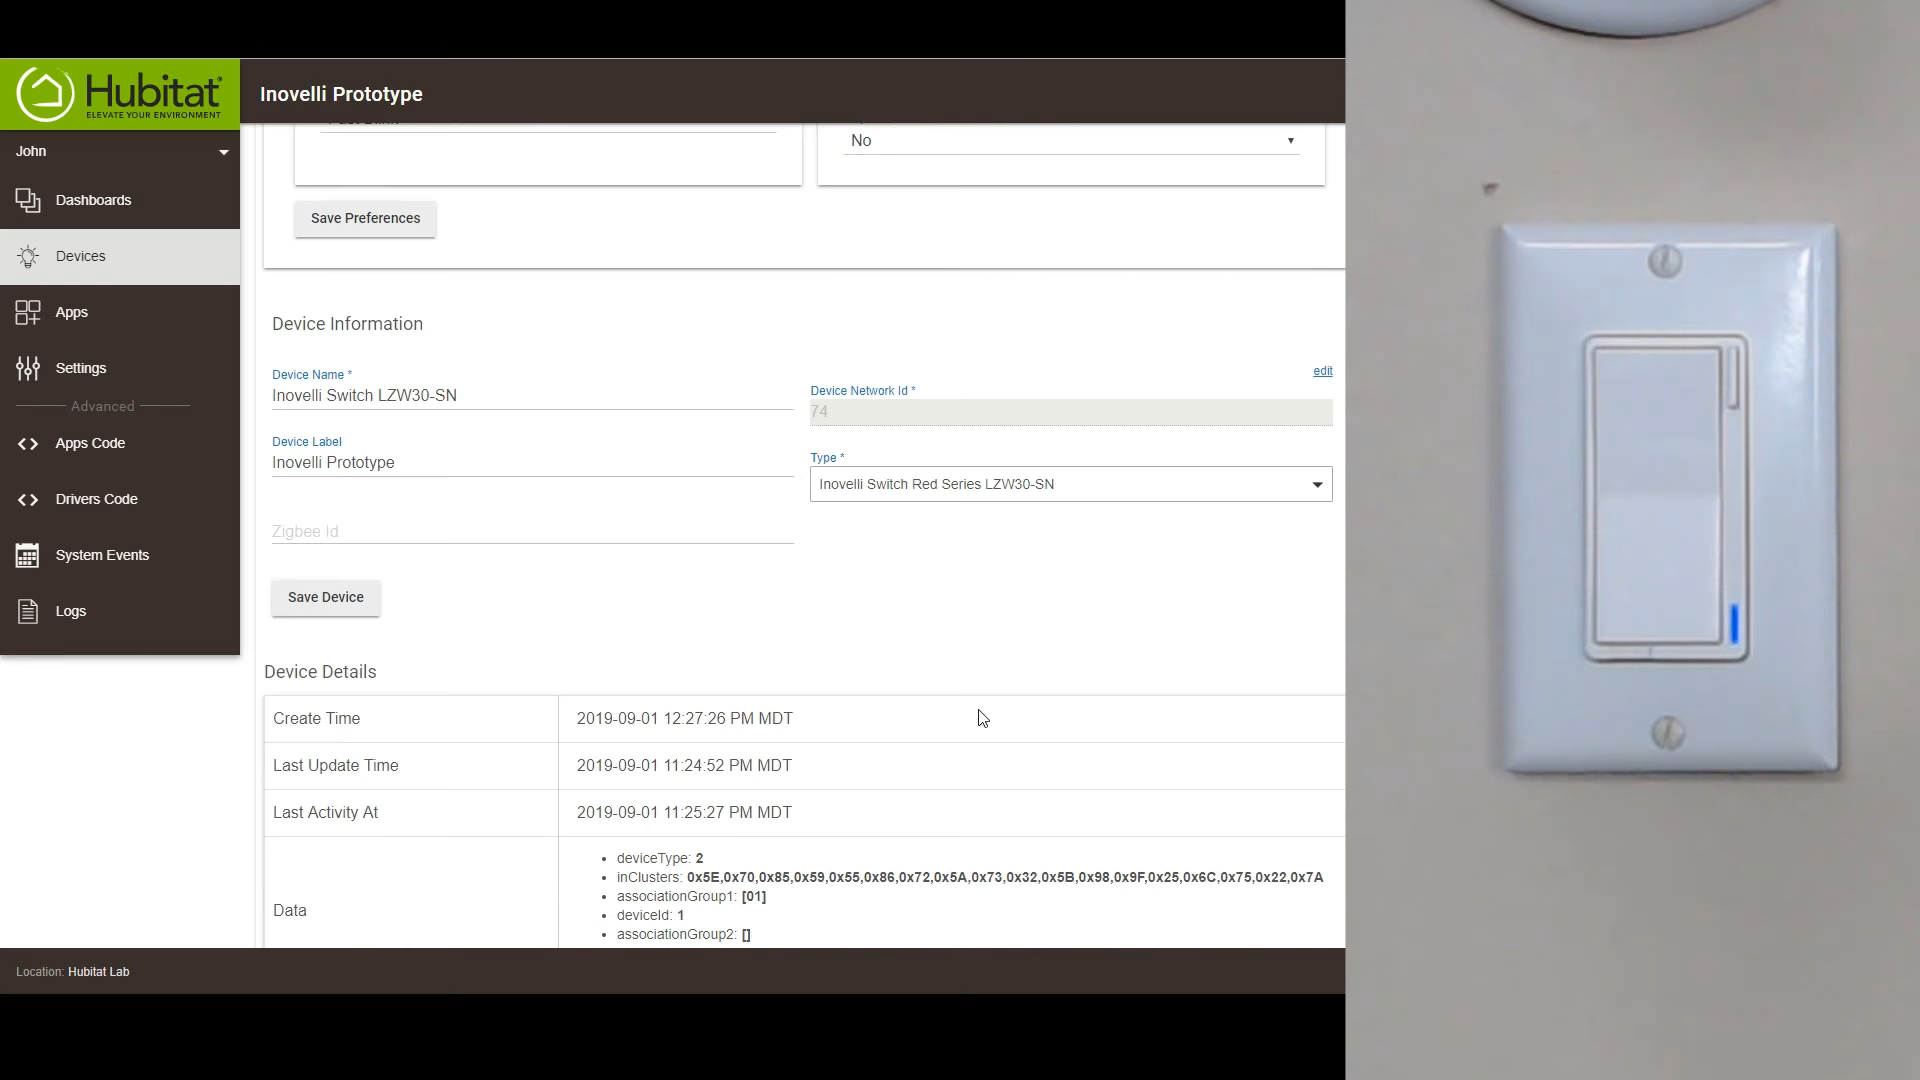 Hubitat®
ELEVATE YOUR ENVIRONMENT
Inovelli Prototype
John
Dashboards
Devices
Apps
Settings
Advanced
Apps Code
Drivers Code
System Events
Logs
No
Save Preferences
Device Information
Device Name *
Inovelli Switch LZW30-SN
edit
Device Network Id *
74
Device Label
Inovelli Prototype
Type *
Inovelli Switch Red Series LZW30-SN
Zigbee Id
Save Device
Device Details
Create Time 2019-09-01 12:27:26 PM MDT
Last Update Time 2019-09-01 11:24:52 PM MDT
Last Activity At 2019-09-01 11:25:27 PM MDT
Data
• deviceType: 2
• inClusters: 0x5E,0x70,0x85,0x59,0x55,0x86,0x72,0x5A,0x73,0x32,0x5B,0x98,0x9F,0x25,0x6C,0x75,0x22,0x7A
• associationGroup1: [01]
• deviceId: 1
• associationGroup2: []
Location: Hubitat Lab